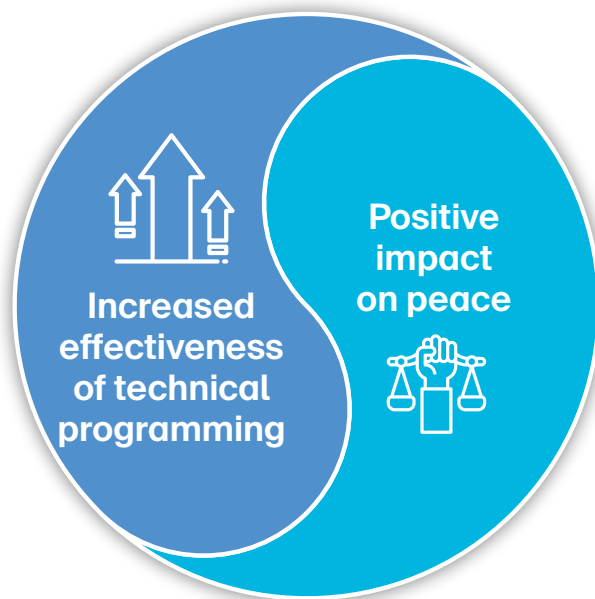 Increased
effectiveness
of technical
programming
Positive
impact
on peace